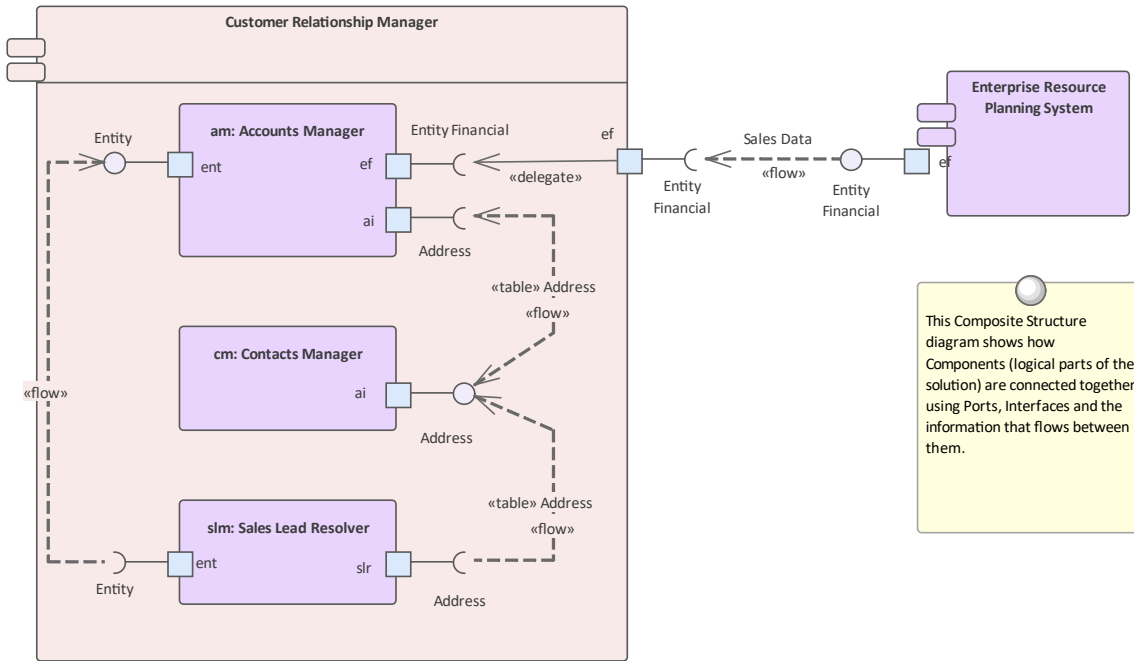 Customer Relationship Manager
Enterprise Resource
Planning System
am: Accounts Manager
Entity Financial
Entity
ef
Sales Data
ent
ef
ef
«delegate»
«flow»
Entity
Financial
Entity
Financial
ai
Address
«table» Address
«flow»
This Composite Structure
diagram shows how
Components (logical parts of the
solution) are connected together
using Ports, Interfaces and the
information that flows between
them.
cm: Contacts Manager
ai
«flow»
Address
«table» Address
«flow»
slm: Sales Lead Resolver
ent
slr
Entity
Address